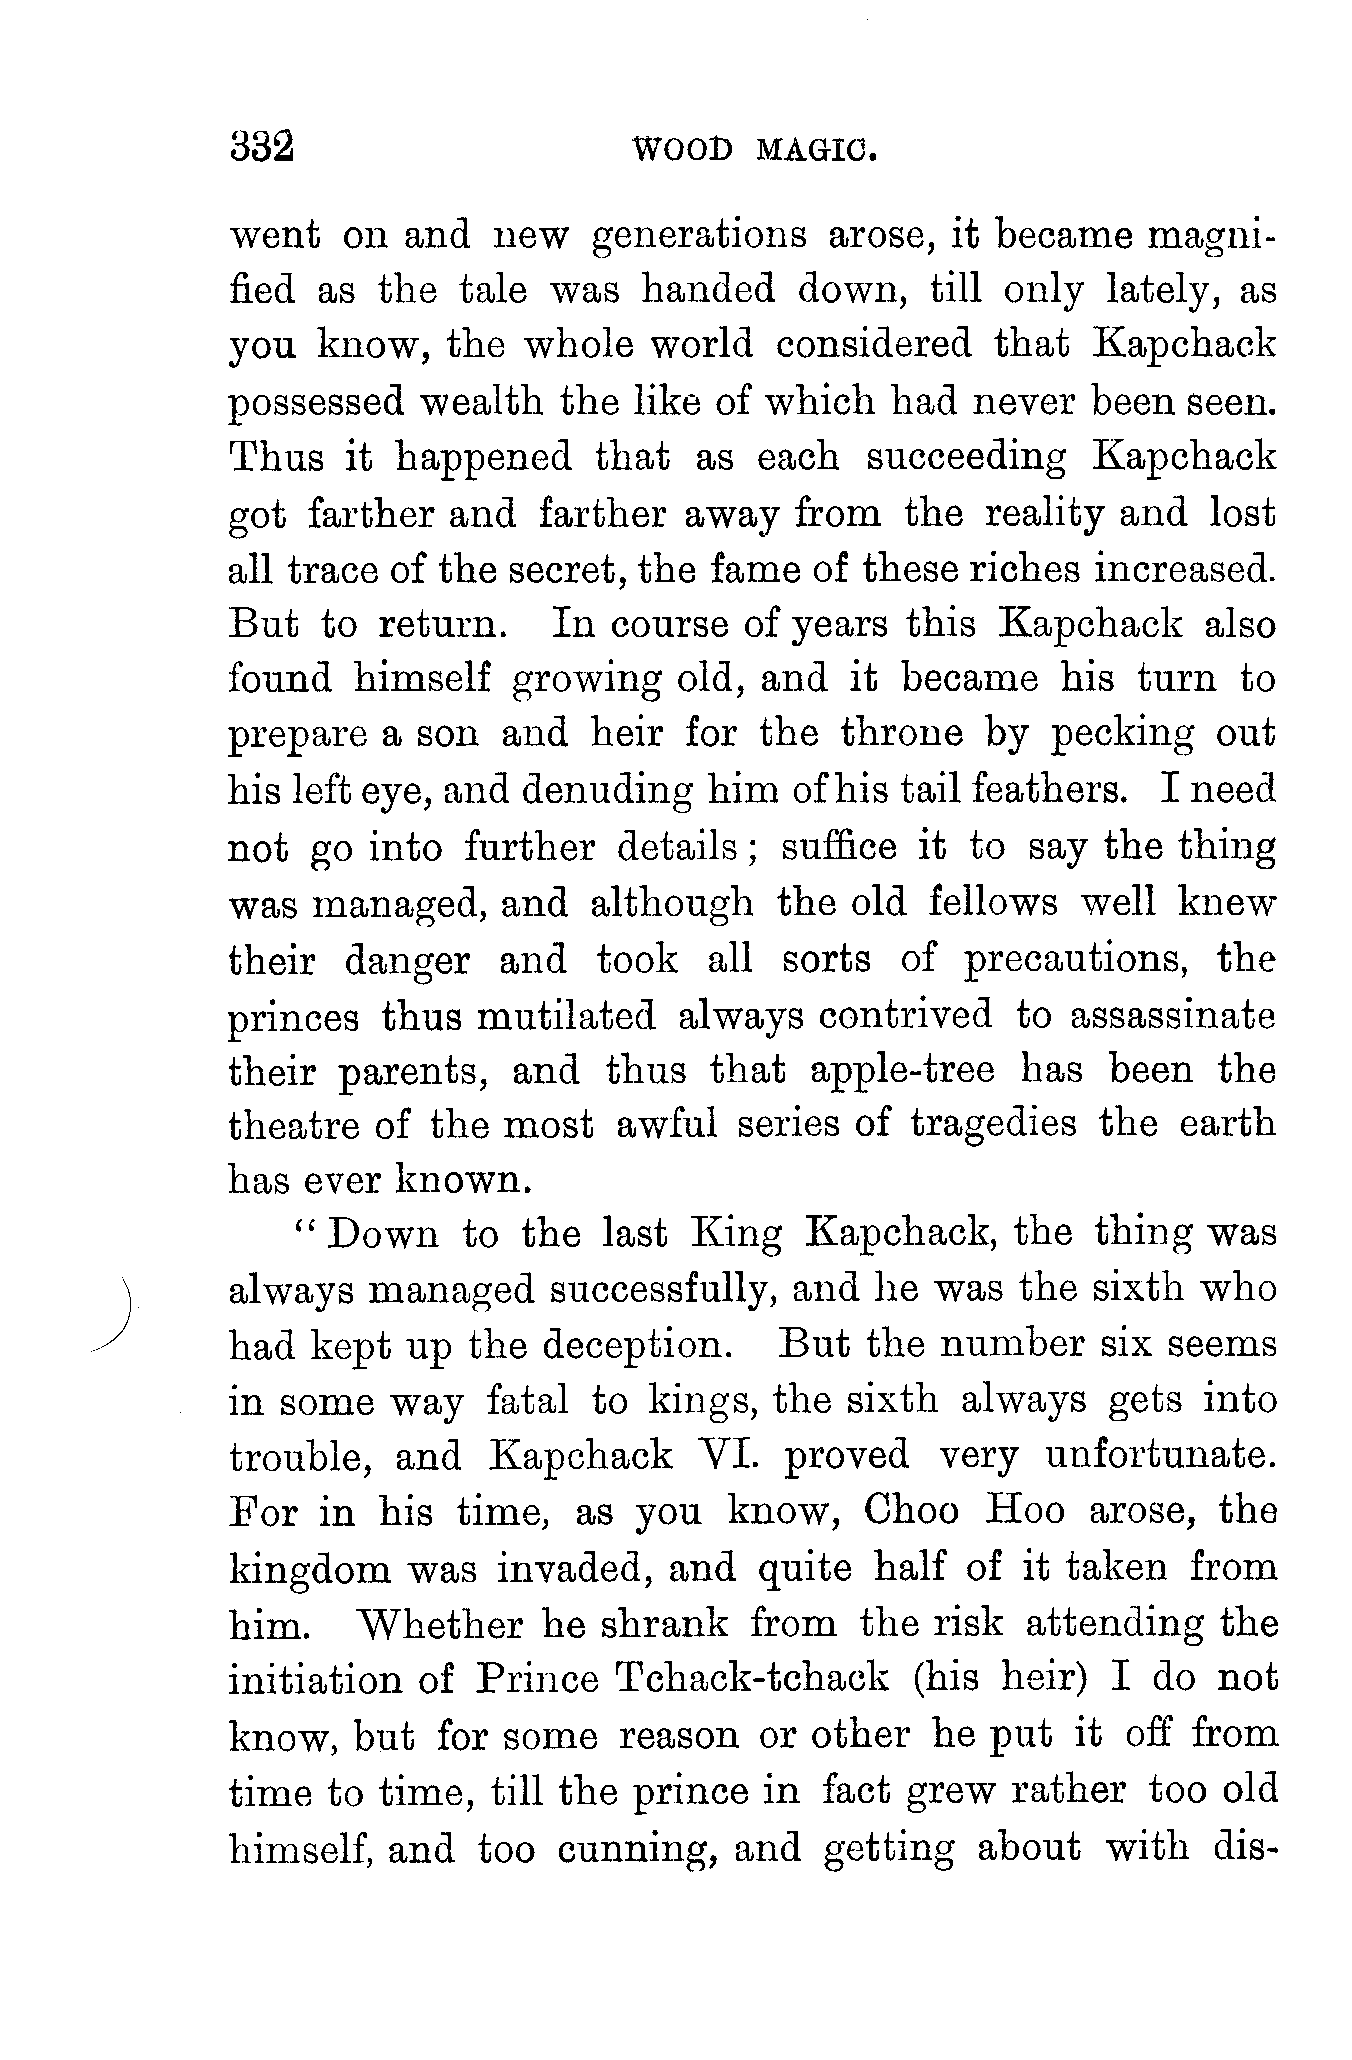 332 WOOD MAGIC.
went on and new generations arose, it became magni-
fied as the tale was handed down, till only lately, as
you know, the whole world considered that Kapchack
possessed wealth the like of which had never been seen.
Thus it happened that as each succeeding Kapchack
got farther and farther away from the reality and lost
all trace of the secret, the fame of these riches increased.
But to return. In course of years this Kapchack also
found himself growing old, and it became his turn to
prepare a son and heir for the throne by pecking out
his left eye, and denuding him of his tail feathers. I need
not go into further details; suffice it to say the thing
was managed, and although the old fellows well knew
their danger and took all sorts of precautions, the
princes thus mutilated always contrived to assassinate
their parents, and thus that apple-tree has been the
theatre of the most awful series of tragedies the earth
has ever known.
"Down to the last King Kapchack, the thing was
always managed successfully, and he was the sixth who
had kept up the deception. But the number six seems
in some way fatal to kings, the sixth always gets into
trouble, and Kapchack VI. proved very unfortunate.
For in his time, as you know, Choo Hoo arose, the
kingdom was invaded, and quite half of it taken from
him. Whether he shrank from the risk attending the
initiation of Prince Tchack-tchack (his heir) I do not
know, but for some reason or other he put it off from
time to time, till the prince in fact grew rather too old
himself, and too cunning, and getting about with dis-